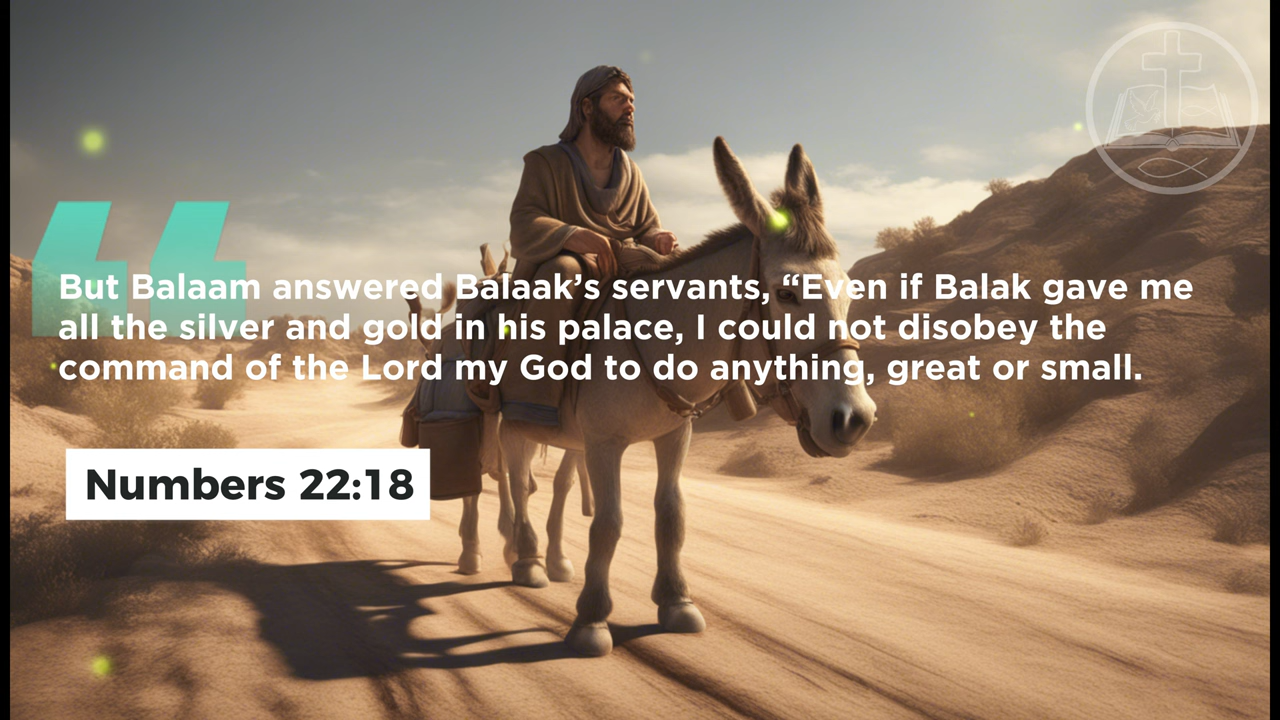 “
But Balaam answered Balaak’s servants, “Even if Balak gave me
all the silver and gold in his palace, I could not disobey the
command of the Lord my God to do anything, great or small.
Numbers 22:18